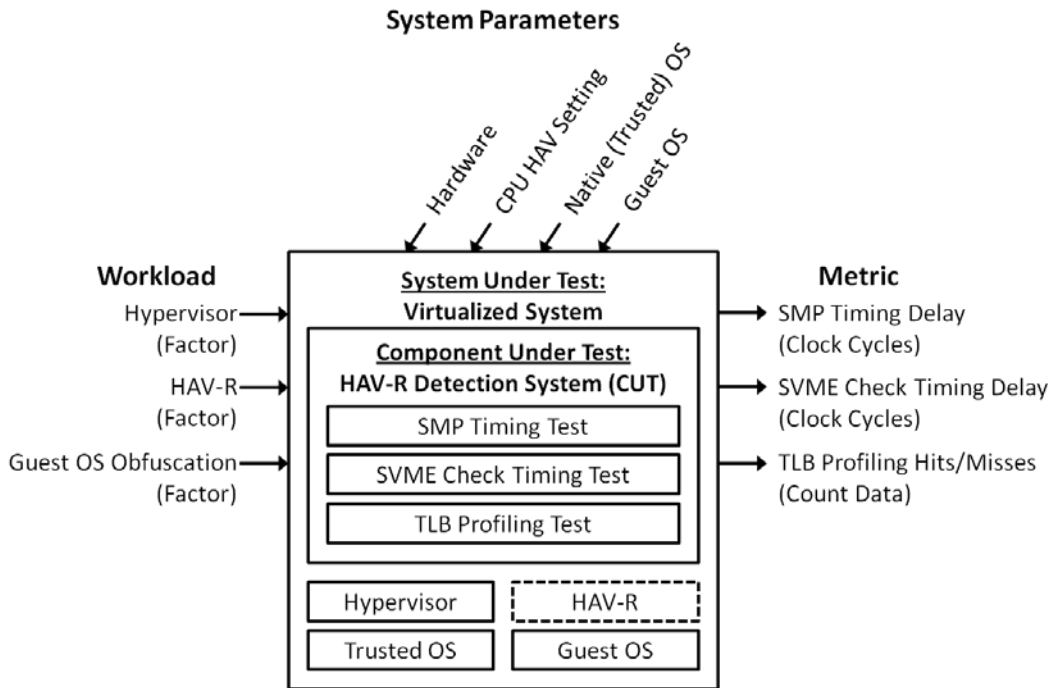 System Parameters
Hardware
CPU HAV Setting
Native (Trusted) OS
Guest OS
Workload
Hypervisor
(Factor)
HAV-R
(Factor)
Guest OS Obfuscation
(Factor)
System Under Test:
Virtualized System
Component Under Test:
HAV-R Detection System (CUT)
SMP Timing Test
SVME Check Timing Test
TLB Profiling Test
Hypervisor
HAV-R
Trusted OS
Guest OS
Metric
SMP Timing Delay
(Clock Cycles)
SVME Check Timing Delay
(Clock Cycles)
TLB Profiling Hits/Misses
(Count Data)